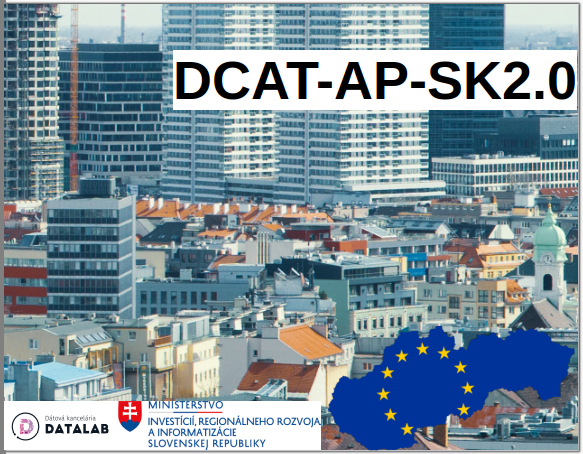 DCAT-AP-SK2.0
Dátová kancelária
DATALAB
MINISTERSTVO
INVESTÍCIÍ, REGIONÁLNEHO ROZVOJA
A INFORMATIZÁCIE
SLOVENSKEJ REPUBLIKY